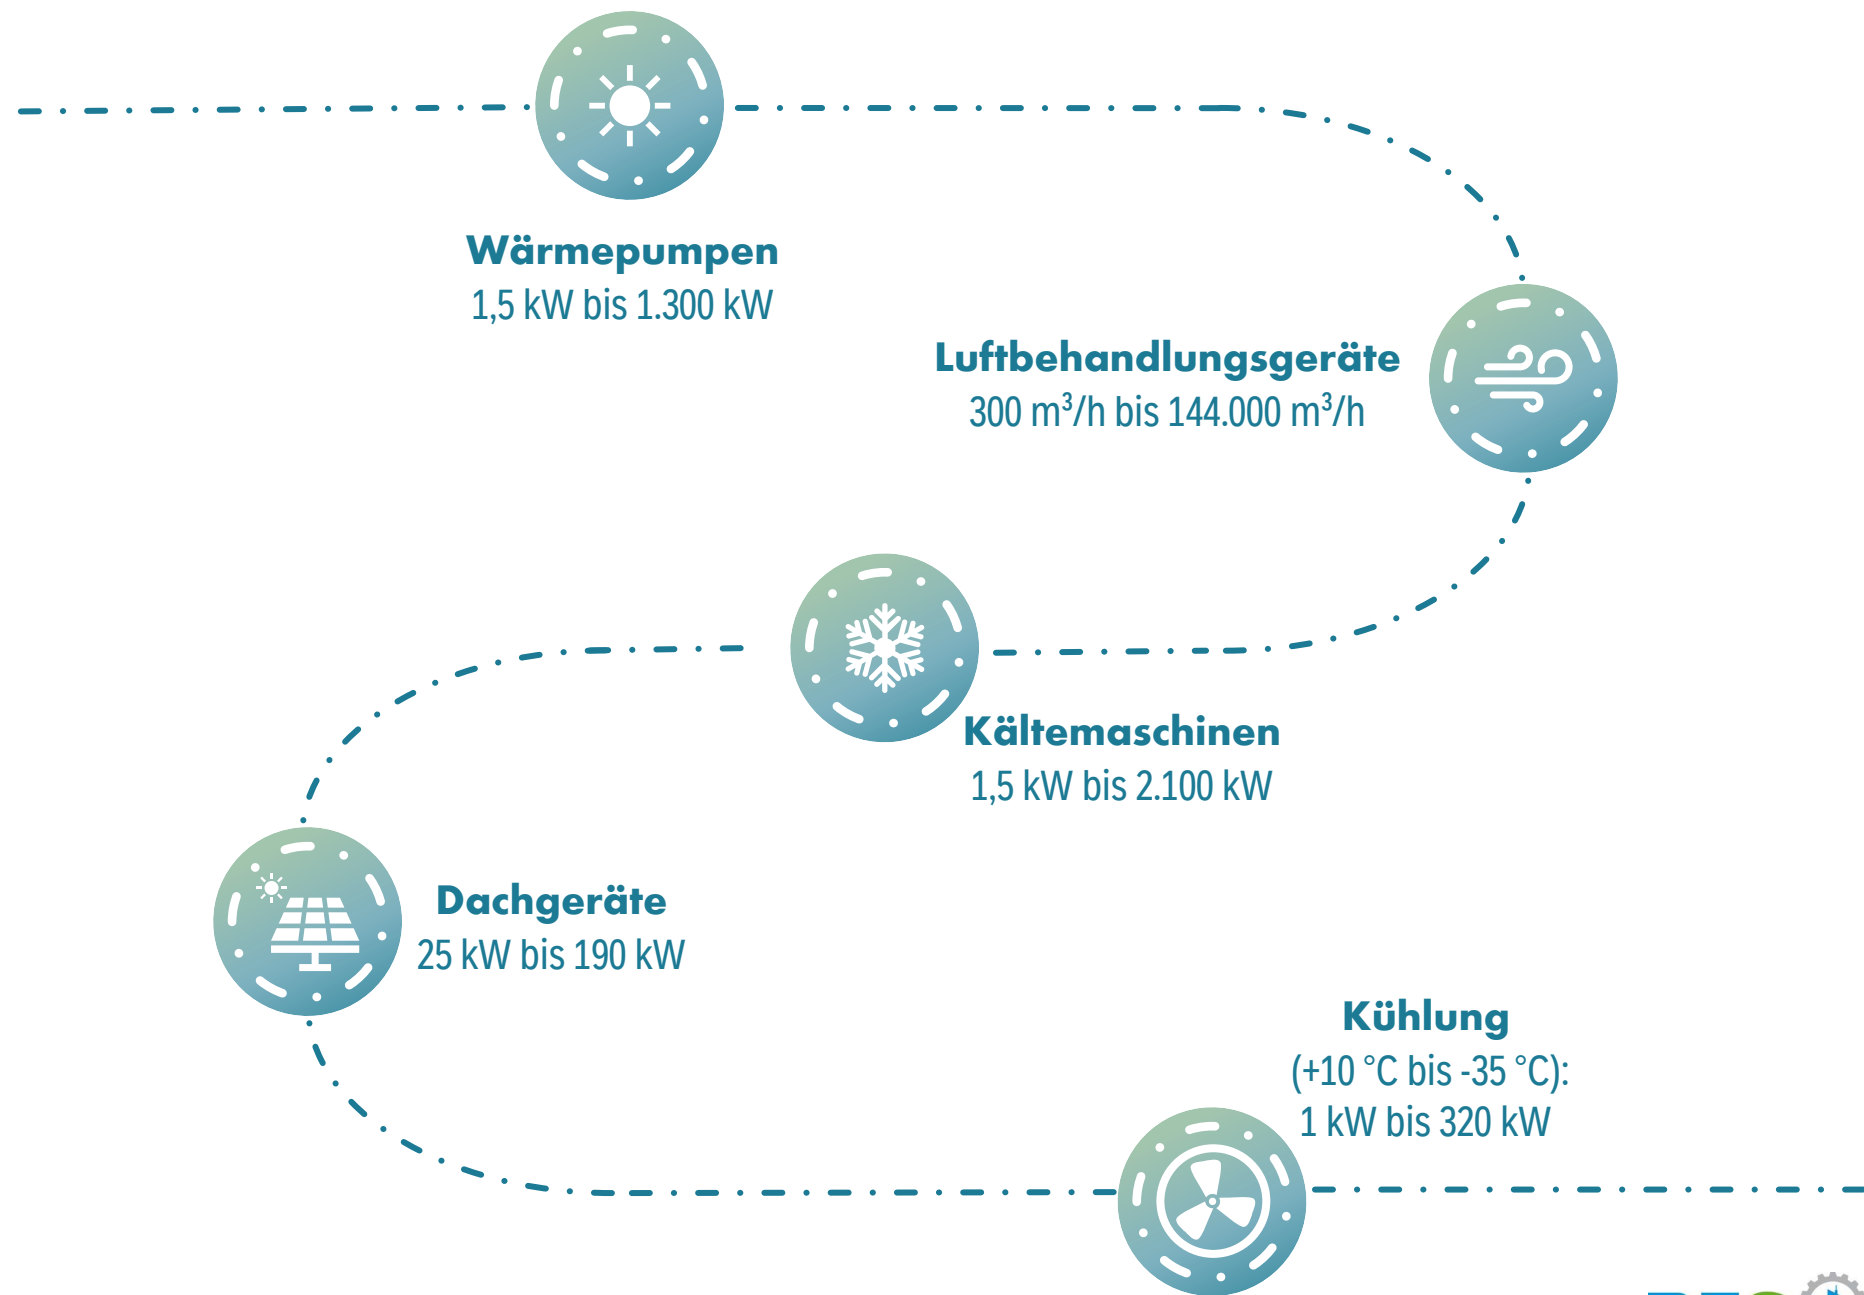 Wärmepumpen
1,5 kW bis 1.300 kW
Luftbehandlungsgeräte
300 m³/h bis 144.000 m³/h
Kältemaschinen
1,5 kW bis 2.100 kW
Dachgeräte
25 kW bis 190 kW
Kühlung
(+10 °C bis -35 °C):
1 kW bis 320 kW